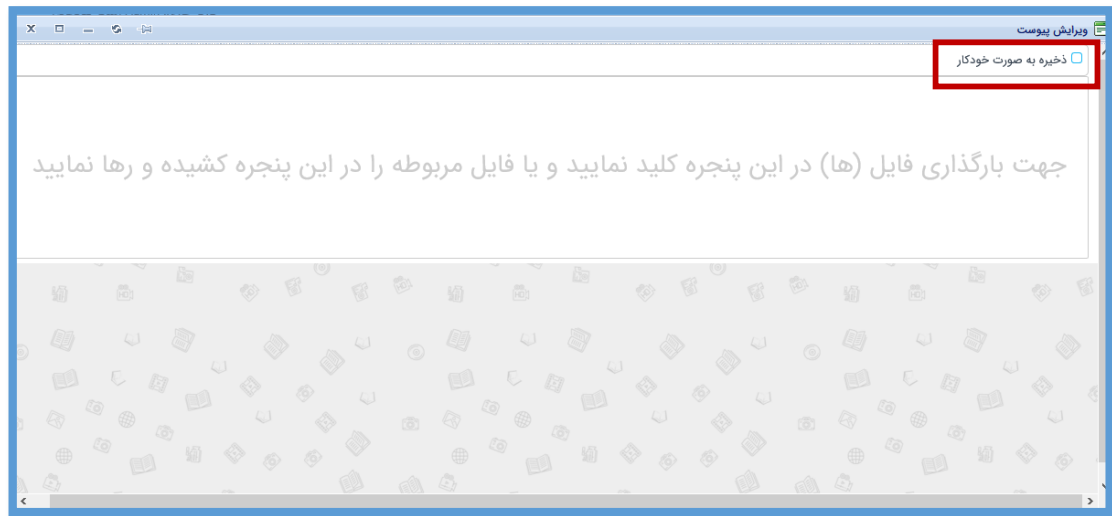 ویرایش پیوست
ذخیره به صورت خودکار
جهت بارگذاری فایل (ها) در این پنجره کلید نمایید و یا فایل مربوطه را در این پنجره کشیده و رها نمایید